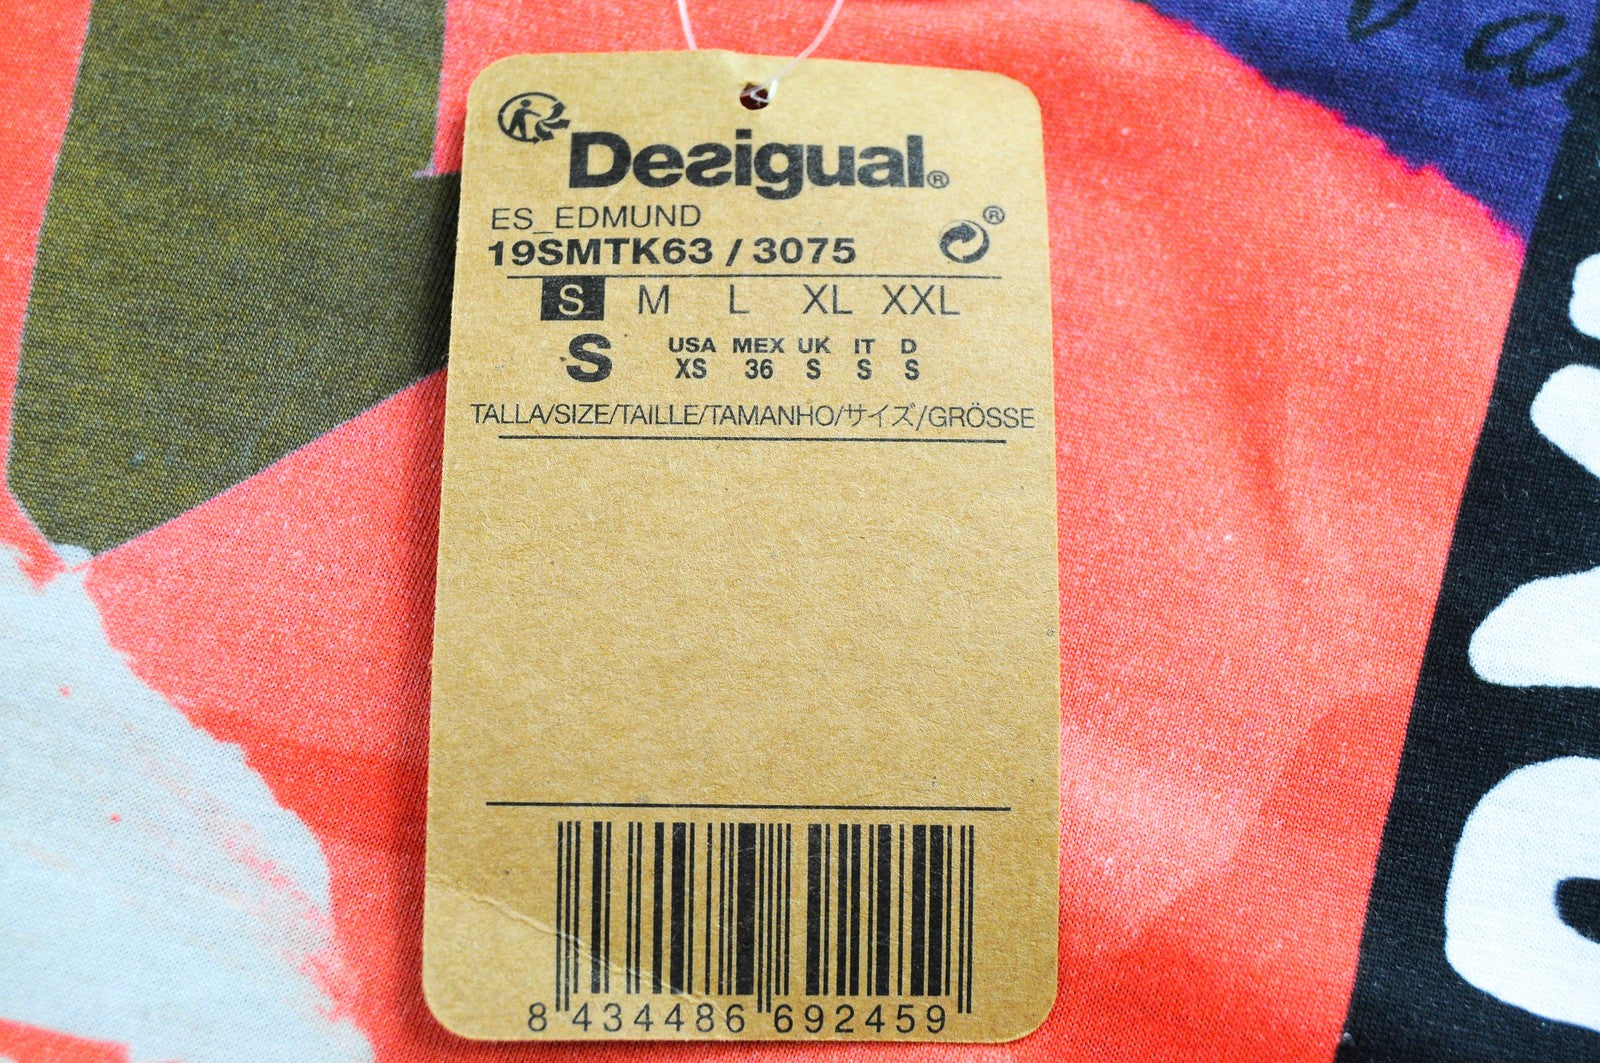 Desigual®
ES_EDMUND
19SMTK63 / 3075
®
S M L XL XXL
S
USA MEX UK IT D
XS 36 S S S
TALLA/SIZE/TAILLE/TAMANHO/サイズ/GRÖSSE
8 434486 692459